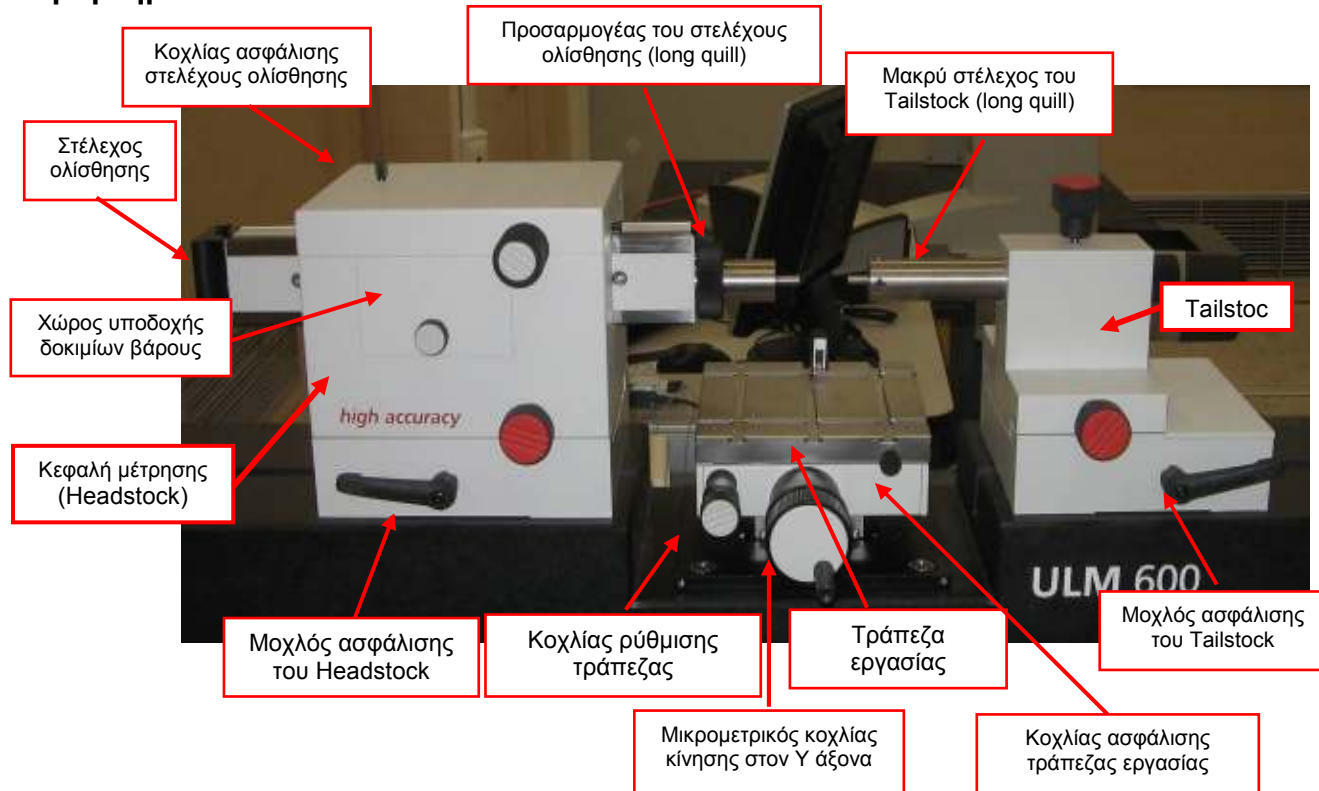 Κοχλίας ασφάλισης
στελέχους ολίσθησης
Προσαρμογέας του στελέχους
ολίσθησης (long quill)
Μακρύ στέλεχος του
Tailstock (long quill)
Στέλεχος
ολίσθησης
Χώρος υποδοχής
δοκιμίων βάρους
Tailstoc
high accuracy
Κεφαλή μέτρησης
(Headstock)
ULM 600
Μοχλός ασφάλισης
του Headstock
Κοχλίας ρύθμισης
τράπεζας
Τράπεζα
εργασίας
Μοχλός ασφάλισης
του Tailstock
Μικρομετρικός κοχλίας
κίνησης στον Υ άξονα
Κοχλίας ασφάλισης
τράπεζας εργασίας